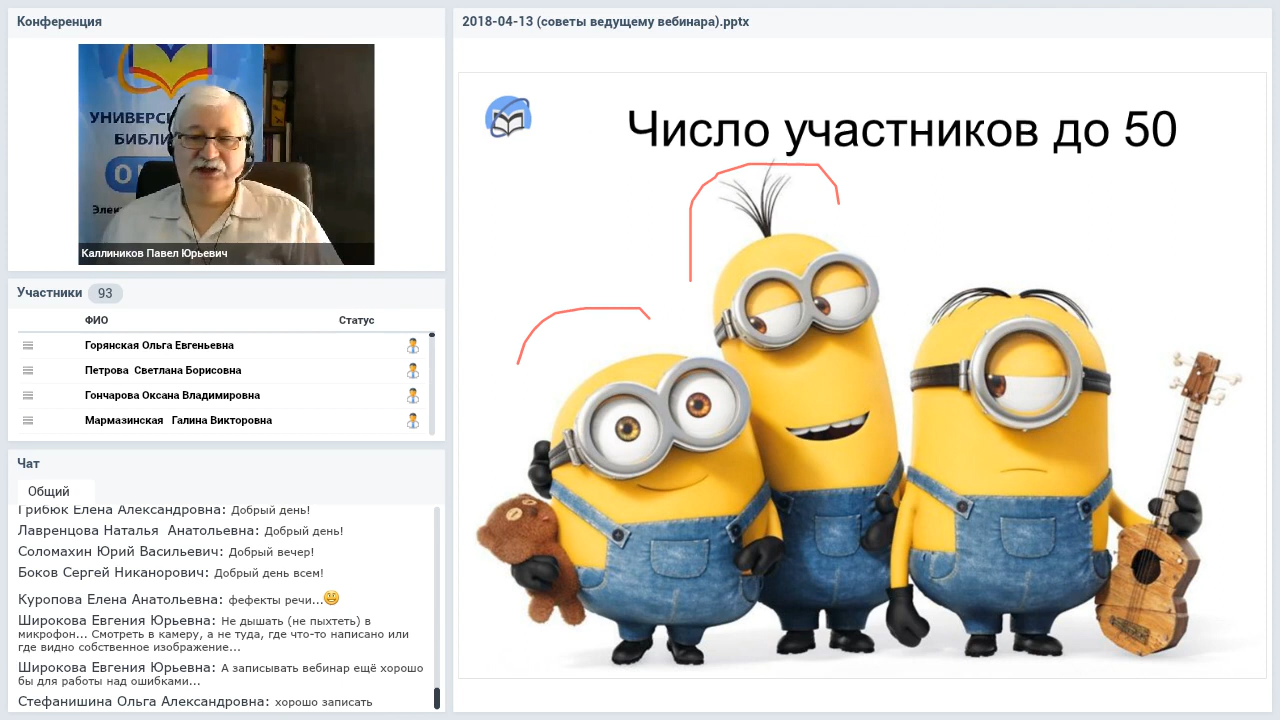 Конференция
УНИВЕРС
БИБЛИ
Каллиников Павел Юрьевич
Участники 93
ФИО Статус
Горянская Ольга Евгеньевна
Петрова Светлана Борисовна
Гончарова Оксана Владимировна
Мармазинская Галина Викторовна
Чат
Общий
Грибюк Елена Александровна: Добрый день!
Лавренцова Наталья Анатольевна: Добрый день!
Соломахин Юрий Васильевич: Добрый вечер!
Боков Сергей Никанорович: Добрый день всем!
Куропова Елена Анатольевна: фефекты речи...
Широкова Евгения Юрьевна: Не дышать (не пыхтеть) в
микрофон... Смотреть в камеру, а не туда, где что-то написано или
где видно собственное изображение...
Широкова Евгения Юрьевна: А записывать вебинар ещё хорошо
бы для работы над ошибками...
Стефанишина Ольга Александровна: хорошо записать
2018-04-13 (советы ведущему вебинара).pptx
Число участников до 50